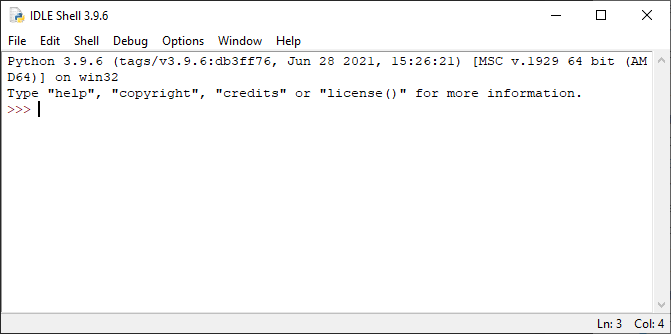 IDLE Shell 3.9.6
File Edit Shell Debug Options Window Help
Python 3.9.6 (tags/v3.9.6:db3ff76, Jun 28 2021, 15:26:21) [MSC v.1929 64 bit (AM
D64)] on win32
Type "help", "copyright", "credits" or "license()" for more information.
>>>
Ln: 3 Col: 4